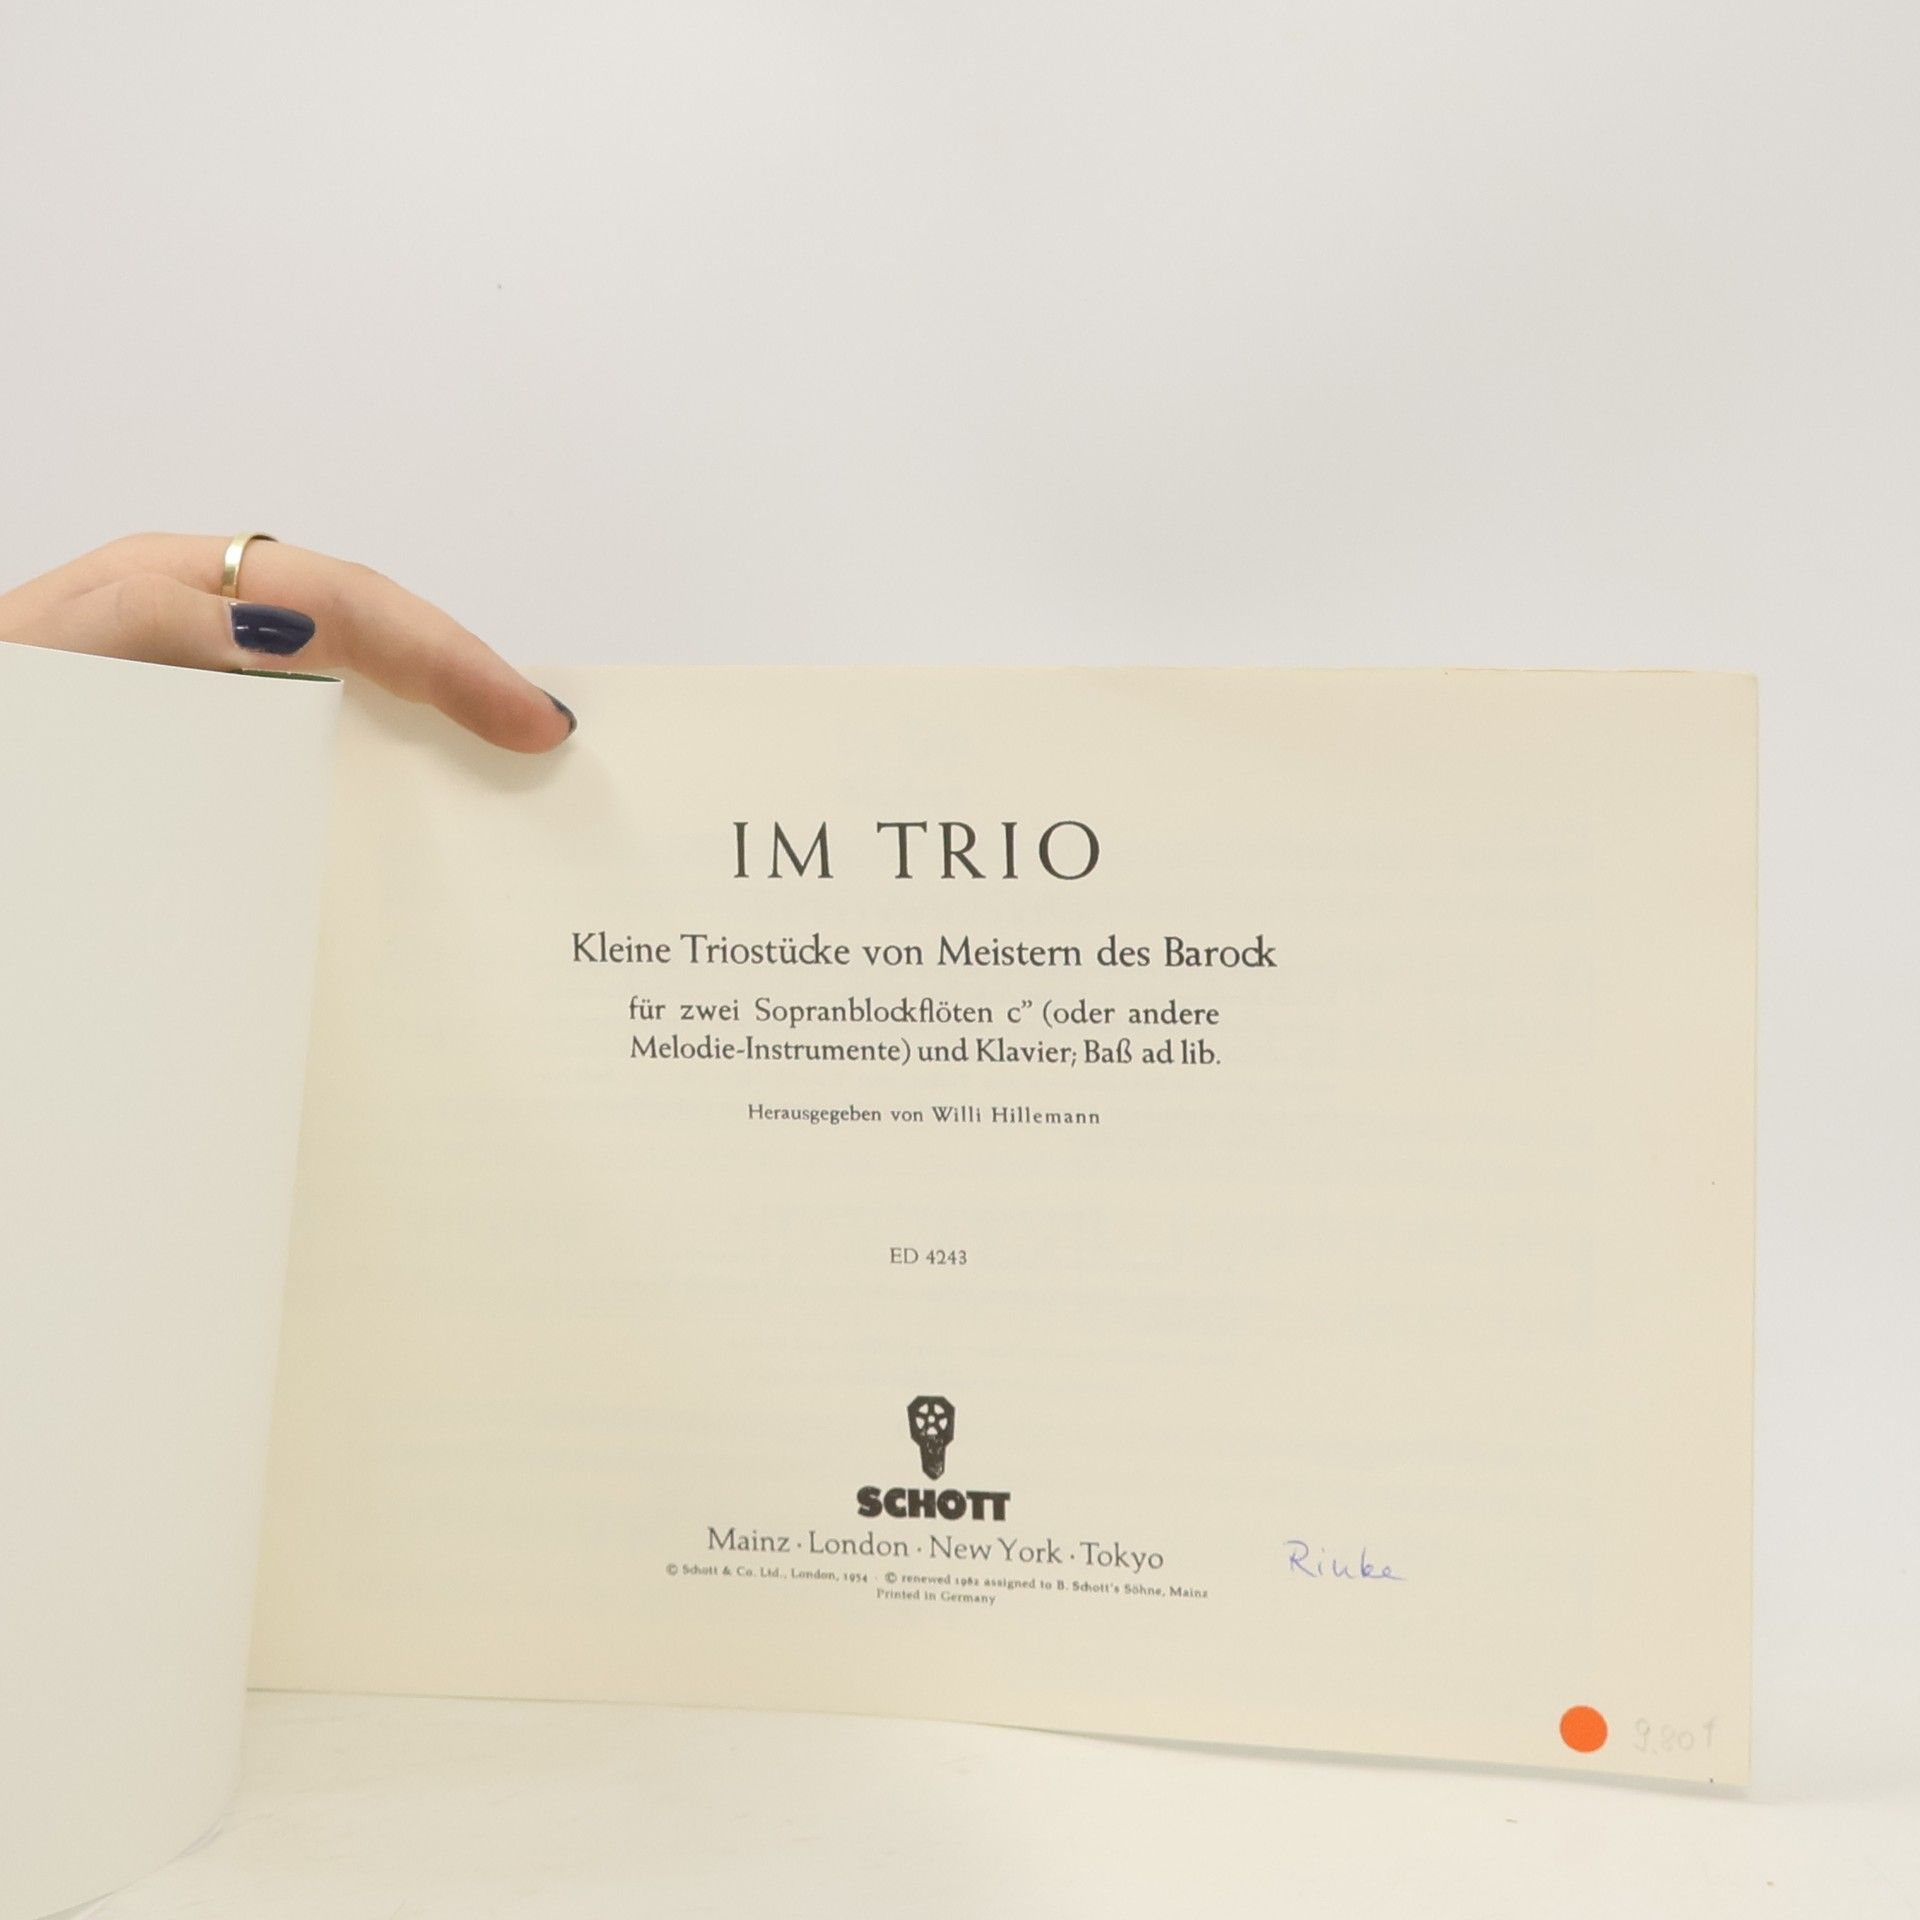 IM TRIO
Kleine Triostücke von Meistern des Barock
für zwei Sopranblockflöten c” (oder andere
Melodie-Instrumente) und Klavier; Baß ad lib.
Herausgegeben von Willi Hillemann
ED 4243
SCHOTT
Mainz · London · New York · Tokyo
© Schott & Co. Ltd., London, 1954 · © renewed 1982 assigned to B. Schott's Söhne, Mainz
Printed in Germany
Rinke